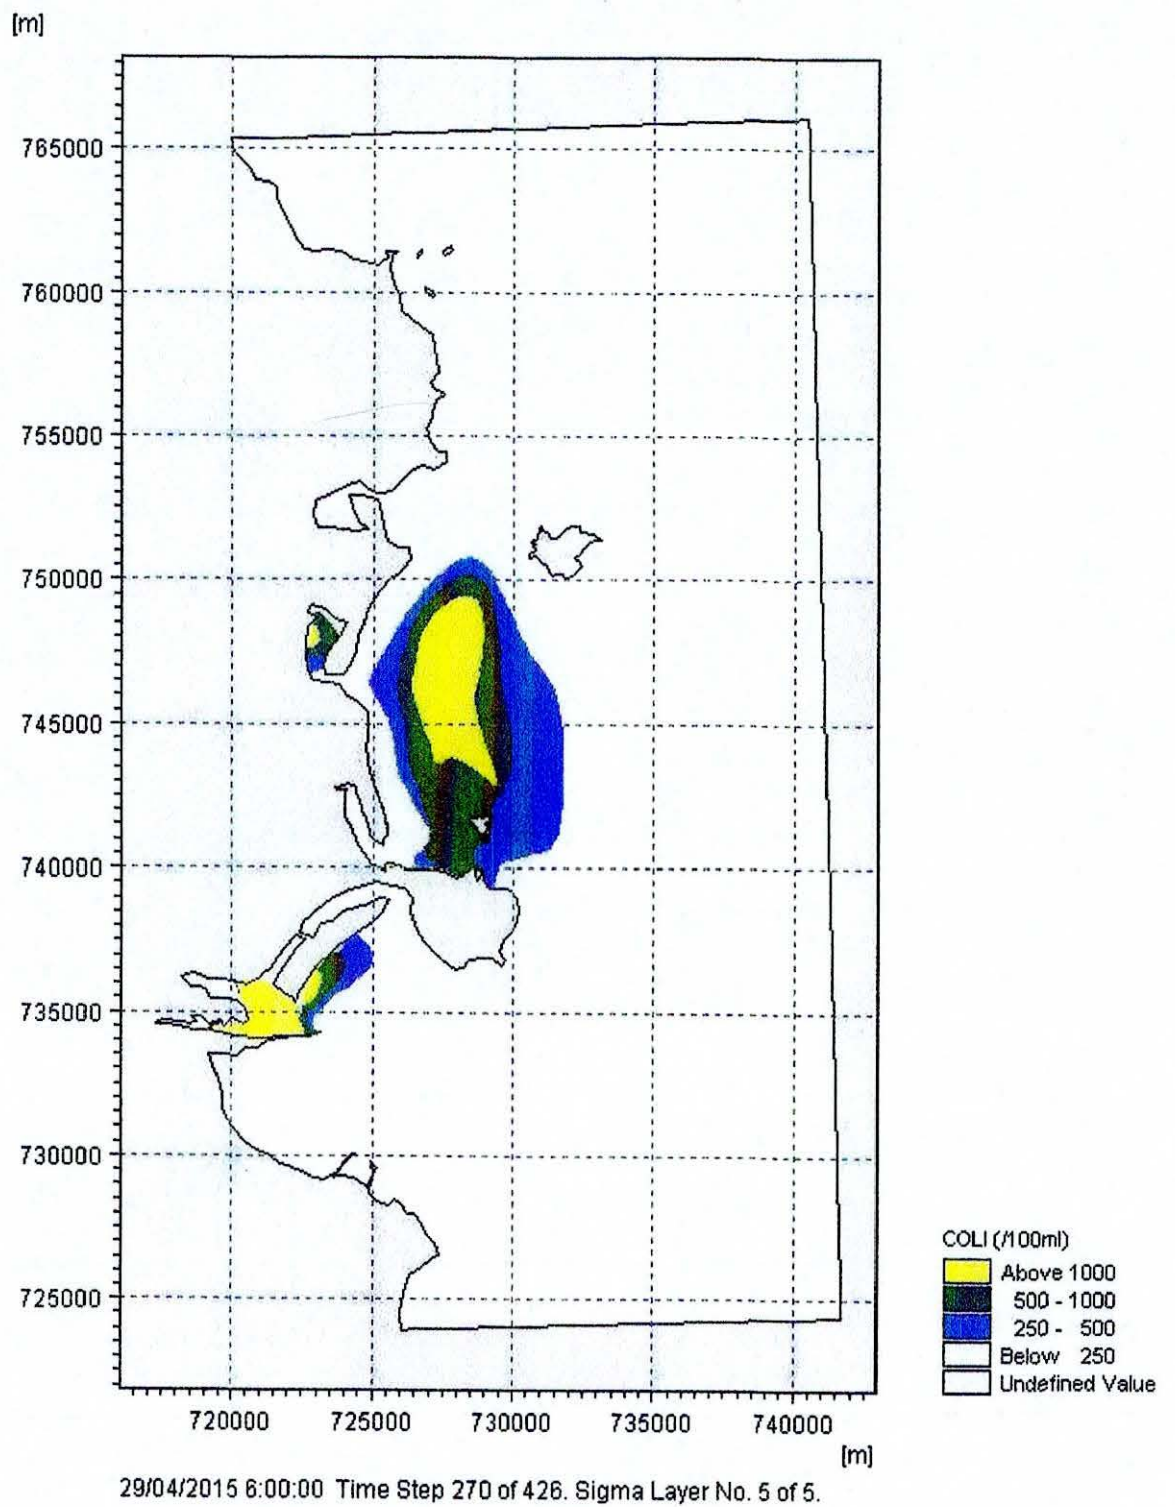 [m]
765000
760000
755000
750000
745000
740000
735000
730000
725000
720000 725000 730000 735000 740000
[m]
COLI (/100ml)
Above 1000
500 - 1000
250 - 500
Below 250
Undefined Value
29/04/2015 6:00:00 Time Step 270 of 426. Sigma Layer No. 5 of 5.